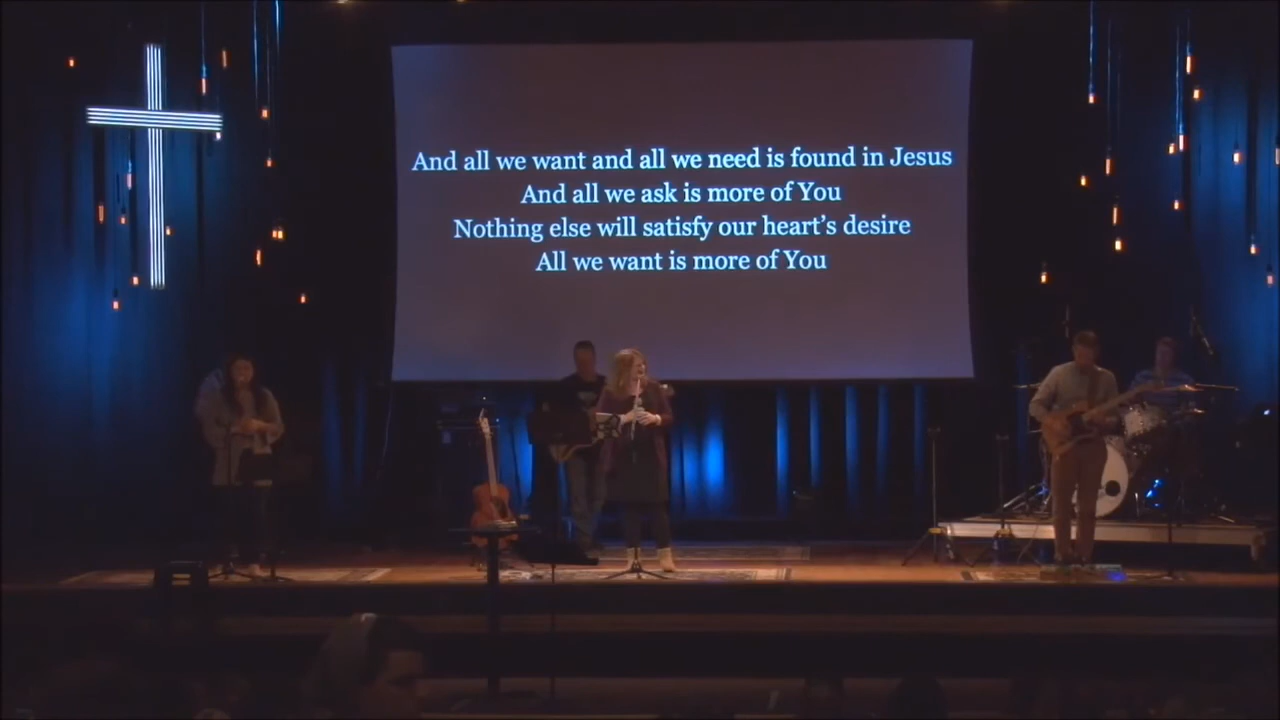 And all we want and all we need is found in Jesus
And all we ask is more of You
Nothing else will satisfy our heart’s desire
All we want is more of You